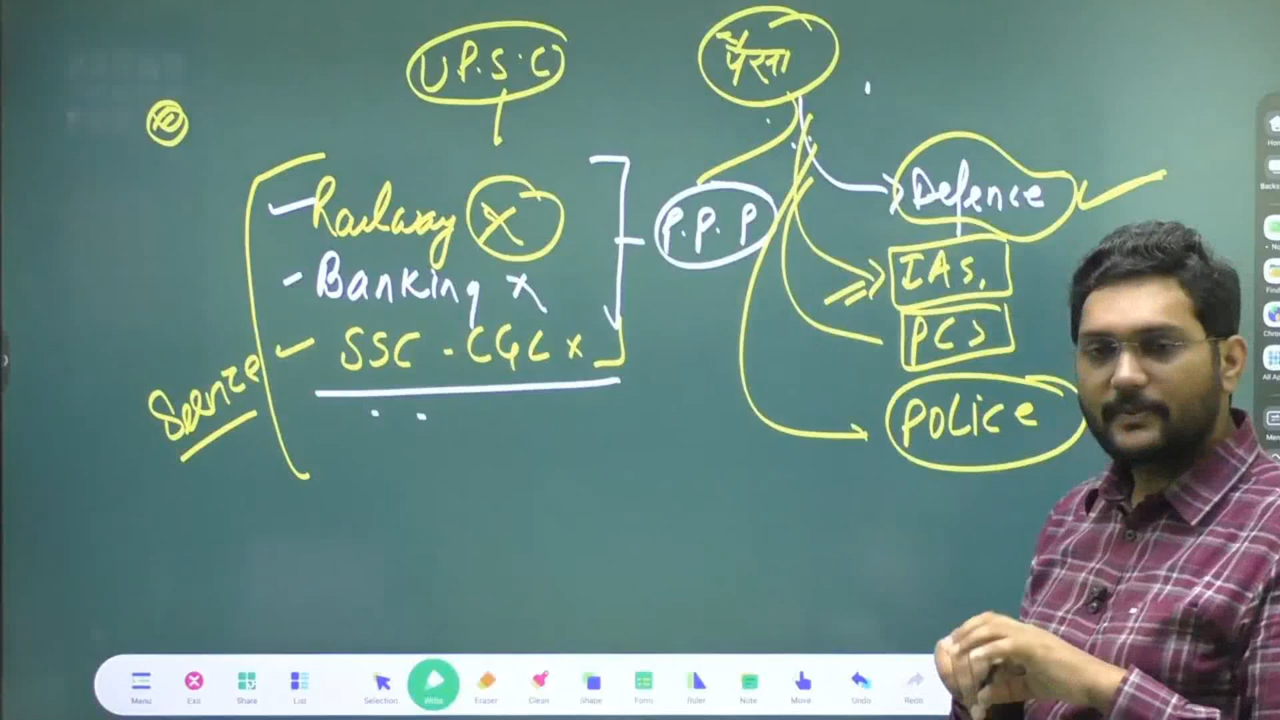 U.P.S.C
पैसा
Railway X
Banking x
SSC - CGL x
Service
P.P.P
Defence
IAS.
PCS
POLICE
Menu
Exit
Share
List
Selection
Write
Eraser
Clean
Shape
Form
Ruler
Note
Move
Undo
Redo